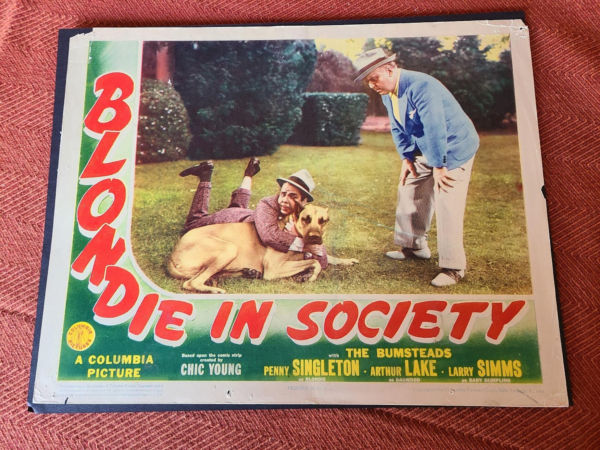 BLONDIE IN SOCIETY
A COLUMBIA
PICTURE
Based upon the comic strip
created by
CHIC YOUNG
with THE BUMSTEADS
PENNY SINGLETON · ARTHUR LAKE · LARRY SIMMS
as BLONDIE as DAGWOOD as BABY DUMPLING